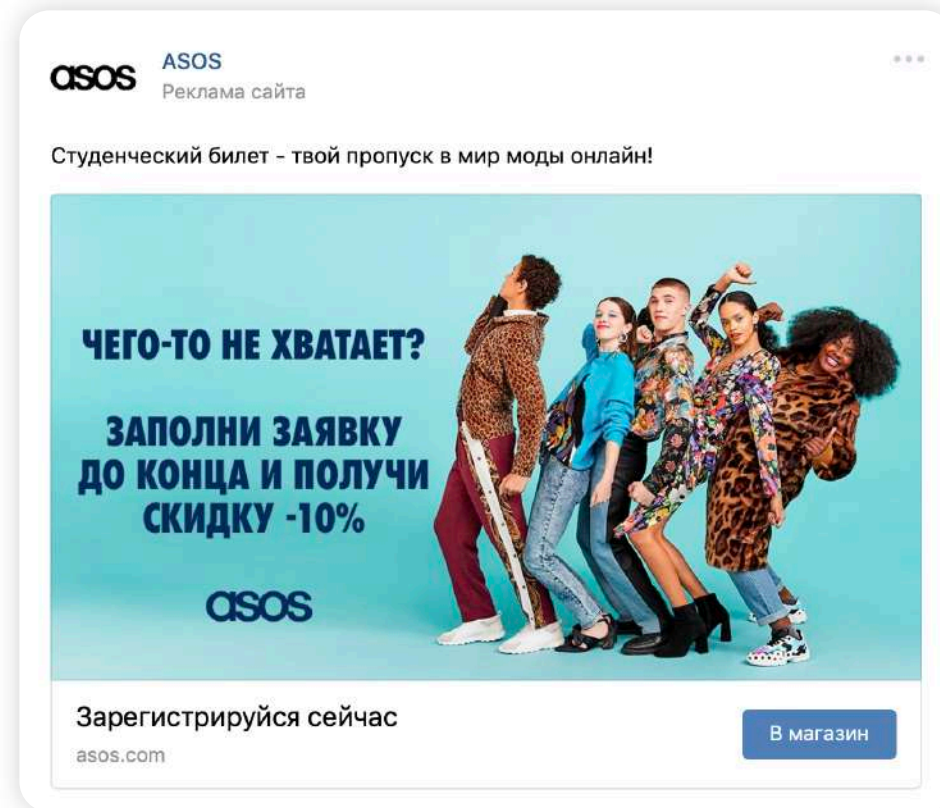 asos
ASOS
Реклама сайта
Студенческий билет - твой пропуск в мир моды онлайн!
ЧЕГО-ТО НЕ ХВАТАЕТ?
ЗАПОЛНИ ЗАЯВКУ
ДО КОНЦА И ПОЛУЧИ
СКИДКУ -10%
asos
Зарегистрируйся сейчас
asos.com
В магазин